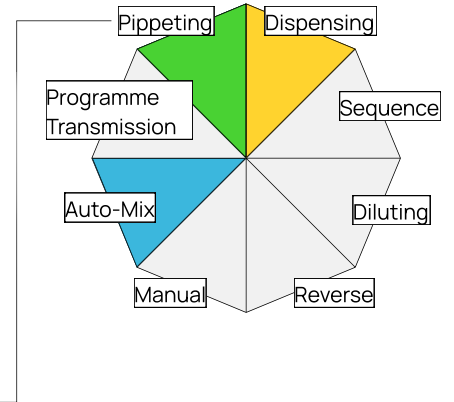 Pippeting
Dispensing
Programme
Transmission
Sequence
Auto-Mix
Diluting
Manual
Reverse